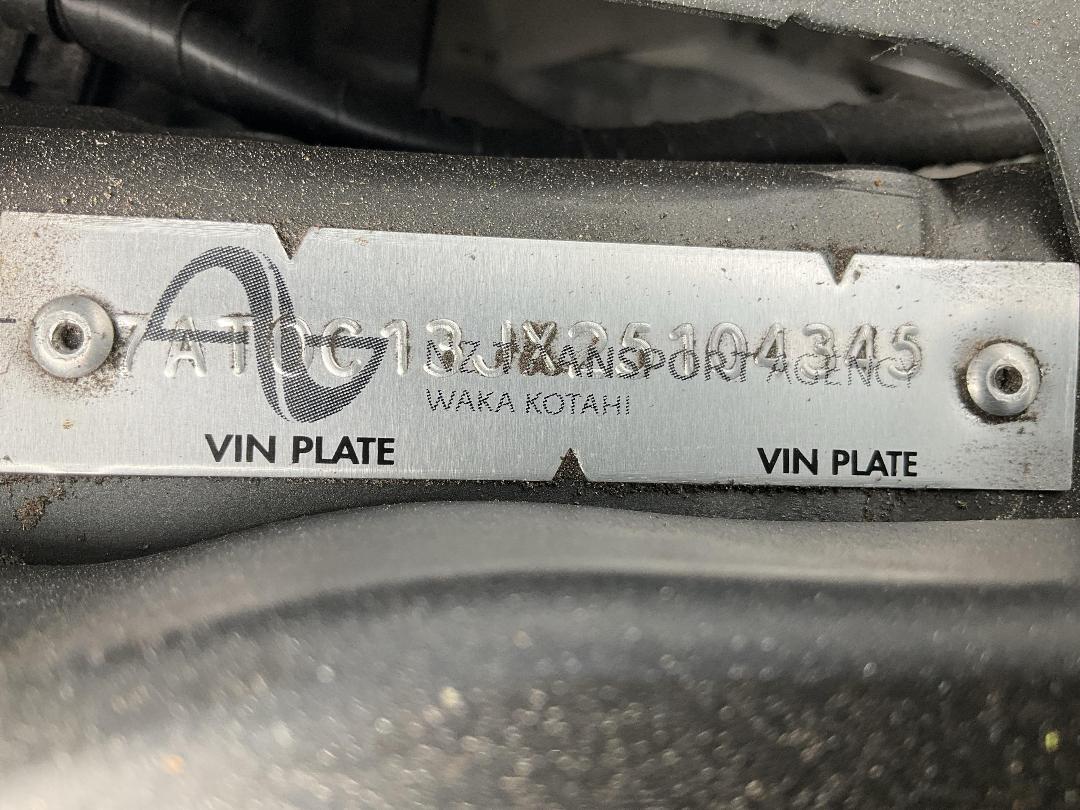 7AT0C13JX25104345
NZ TRANSPORT AGENCY
WAKA KOTAHI
VIN PLATE VIN PLATE